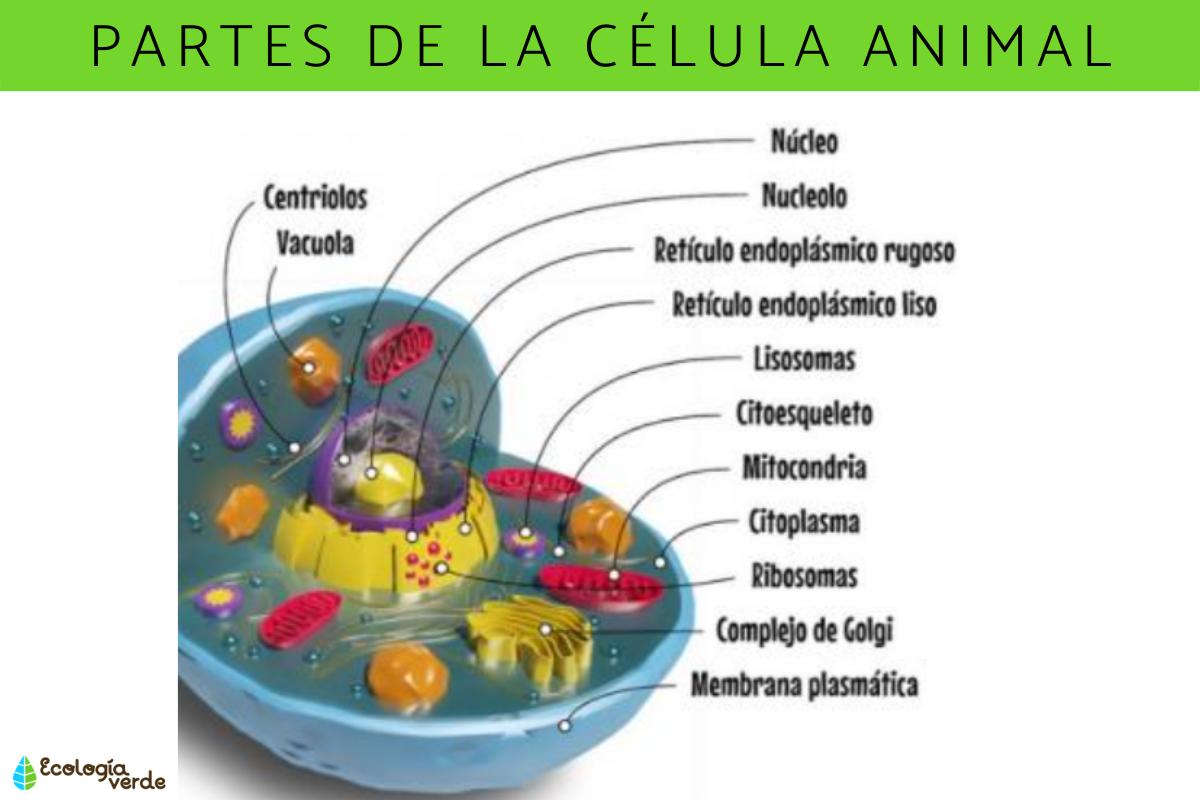 PARTES DE LA CÉLULA ANIMAL
Centriolos
Vacuola
Núcleo
Nucleolo
Retículo endoplásmico rugoso
Retículo endoplásmico liso
Lisosomas
Citoesqueleto
Mitocondria
Citoplasma
Ribosomas
Complejo de Golgi
Membrana plasmática
Ecología
verde